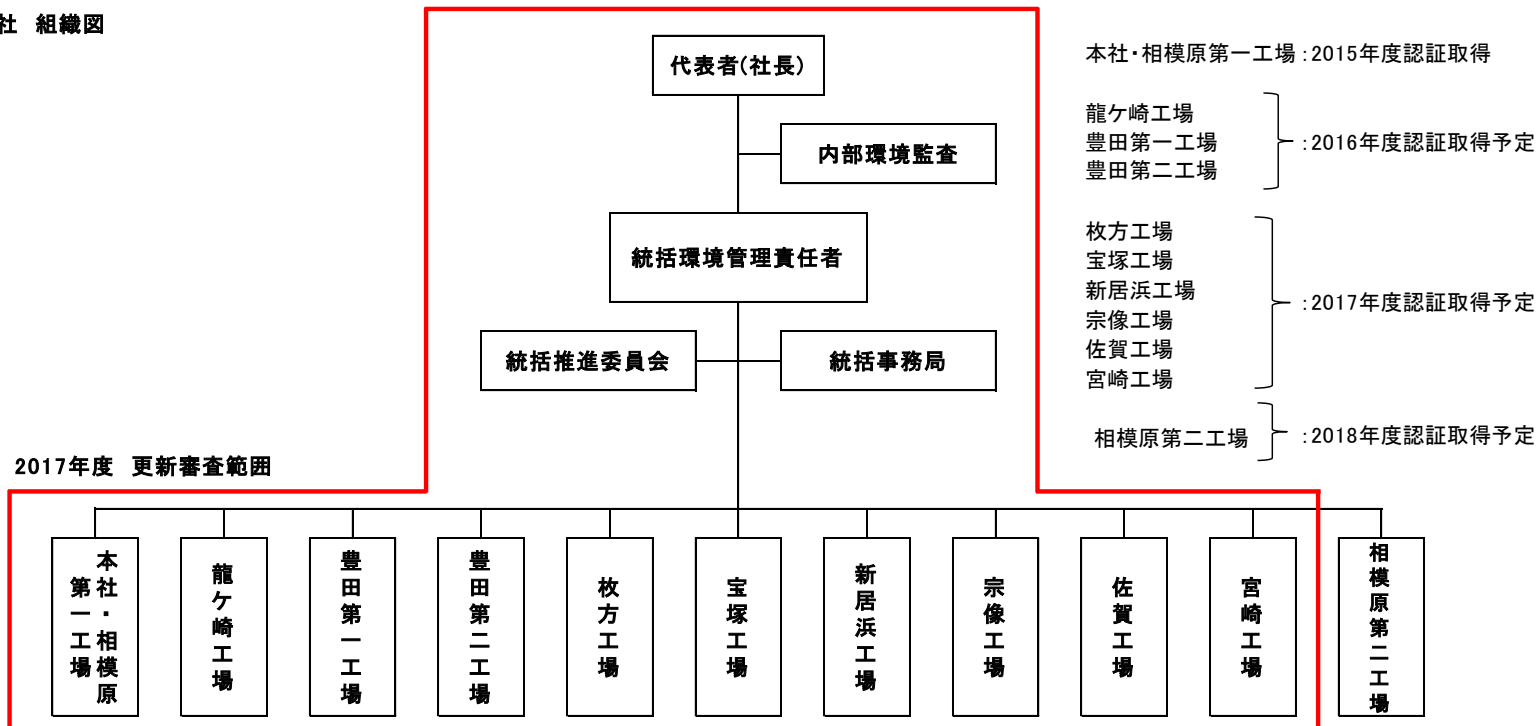 社 組織図
代表者(社長)
内部環境監査
統括環境管理責任者
統括推進委員会
統括事務局
本社・相模原第一工場:2015年度認証取得
龍ケ崎工場
豊田第一工場
豊田第二工場
:2016年度認証取得予定
枚方工場
宝塚工場
新居浜工場
宗像工場
佐賀工場
宮崎工場
:2017年度認証取得予定
相模原第二工場
:2018年度認証取得予定
2017年度 更新審査範囲
本社・相模原
第一工場
龍ケ崎工場
豊田第一工場
豊田第二工場
枚方工場
宝塚工場
新居浜工場
宗像工場
佐賀工場
宮崎工場
相模原第二工場